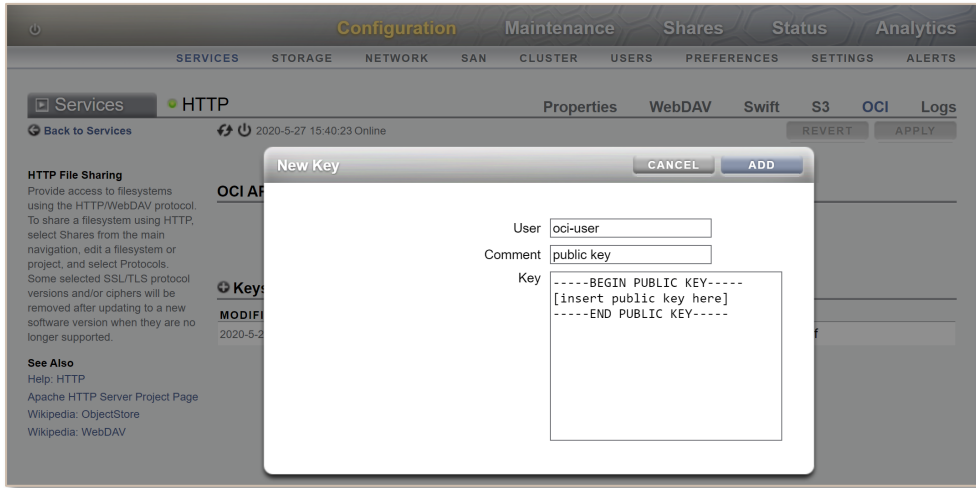 Configuration Maintenance Shares Status Analytics
SERVICES STORAGE NETWORK SAN CLUSTER USERS PREFERENCES SETTINGS ALERTS
Services HTTP Properties WebDAV Swift S3 OCI Logs
Back to Services 2020-5-27 15:40:23 Online REVERT APPLY
HTTP File Sharing
Provide access to filesystems
using the HTTP/WebDAV protocol.
To share a filesystem using HTTP,
select Shares from the main
navigation, edit a filesystem or
project, and select Protocols.
Some selected SSL/TLS protocol
versions and/or ciphers will be
removed after updating to a new
software version when they are no
longer supported.
See Also
Help: HTTP
Apache HTTP Server Project Page
Wikipedia: ObjectStore
Wikipedia: WebDAV
OCI
New Key CANCEL ADD
User oci-user
Comment public key
Key -----BEGIN PUBLIC KEY-----
[insert public key here]
-----END PUBLIC KEY-----